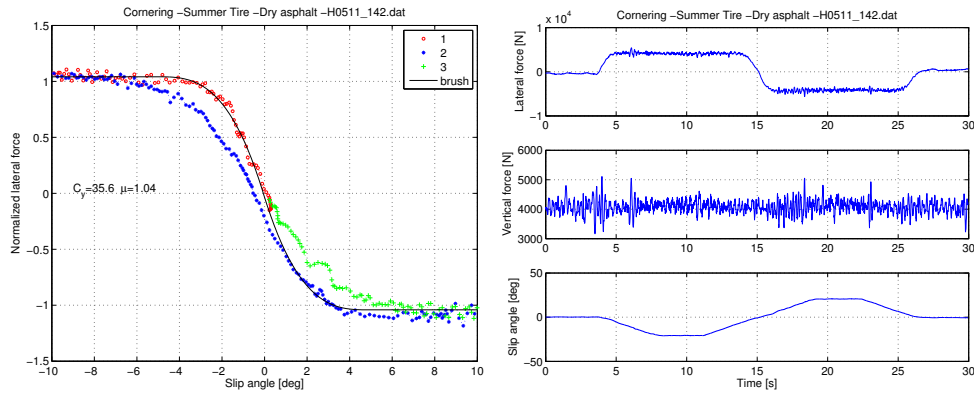 Cornering −Summer Tire −Dry asphalt −H0511_142.dat
1.5
1
0.5
0
−0.5
−1
−1.5
Normalized lateral force
C_y=35.6 μ=1.04
1
2
3
brush
−10 −8 −6 −4 −2 0 2 4 6 8 10
Slip angle [deg]
Cornering −Summer Tire −Dry asphalt −H0511_142.dat
x 10^4
1
0
−1
Lateral force [N]
0 5 10 15 20 25 30
6000
5000
4000
3000
Vertical force [N]
0 5 10 15 20 25 30
50
0
−50
Slip angle [deg]
0 5 10 15 20 25 30
Time [s]